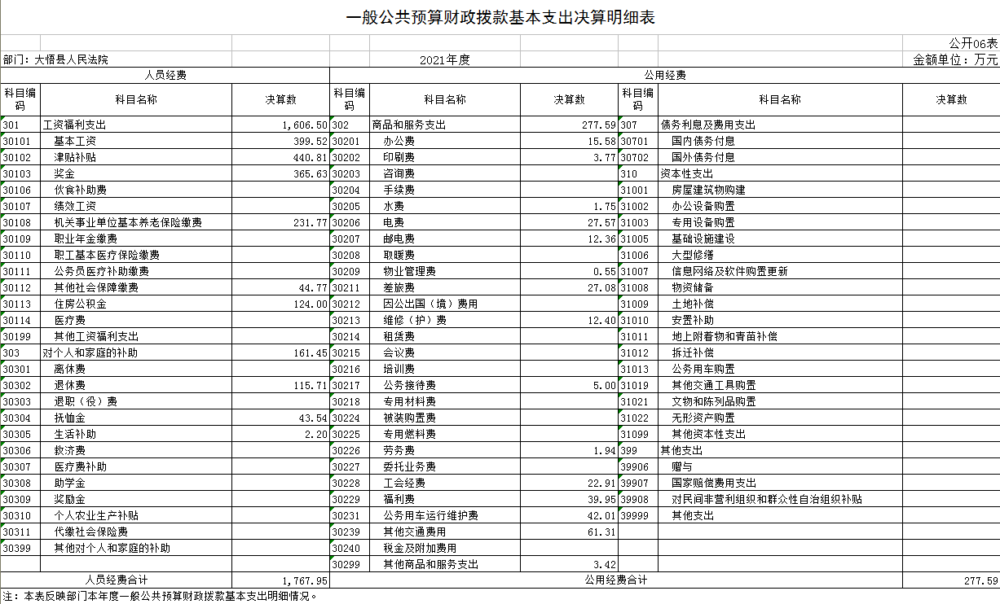 一般公共预算财政拨款基本支出决算明细表
公开06表
部门：大悟县人民法院 2021年度 金额单位：万元
人员经费 公用经费
科目编码 科目名称 决算数 科目编码 科目名称 决算数 科目编码 科目名称 决算数
301 工资福利支出 1,606.50 302 商品和服务支出 277.59 307 债务利息及费用支出
30101 基本工资 399.52 30201 办公费 15.58 30701 国内债务付息
30102 津贴补贴 440.81 30202 印刷费 3.77 30702 国外债务付息
30103 奖金 365.63 30203 咨询费 310 资本性支出
30106 伙食补助费 30204 手续费 31001 房屋建筑物购建
30107 绩效工资 30205 水费 1.75 31002 办公设备购置
30108 机关事业单位基本养老保险缴费 231.77 30206 电费 27.57 31003 专用设备购置
30109 职业年金缴费 30207 邮电费 12.36 31005 基础设施建设
30110 职工基本医疗保险缴费 30208 取暖费 31006 大型修缮
30111 公务员医疗补助缴费 30209 物业管理费 0.55 31007 信息网络及软件购置更新
30112 其他社会保障缴费 44.77 30211 差旅费 27.08 31008 物资储备
30113 住房公积金 124.00 30212 因公出国（境）费用 31009 土地补偿
30114 医疗费 30213 维修（护）费 12.40 31010 安置补助
30199 其他工资福利支出 30214 租赁费 31011 地上附着物和青苗补偿
303 对个人和家庭的补助 161.45 30215 会议费 31012 拆迁补偿
30301 离休费 30216 培训费 31013 公务用车购置
30302 退休费 115.71 30217 公务接待费 5.00 31019 其他交通工具购置
30303 退职（役）费 30218 专用材料费 31021 文物和陈列品购置
30304 抚恤金 43.54 30224 被装购置费 31022 无形资产购置
30305 生活补助 2.20 30225 专用燃料费 31099 其他资本性支出
30306 救济费 30226 劳务费 1.94 399 其他支出
30307 医疗费补助 30227 委托业务费 39906 赠与
30308 助学金 30228 工会经费 22.91 39907 国家赔偿费用支出
30309 奖励金 30229 福利费 39.95 39908 对民间非营利组织和群众性自治组织补贴
30310 个人农业生产补贴 30231 公务用车运行维护费 42.01 39999 其他支出
30311 代缴社会保险费 30239 其他交通费用 61.31
30399 其他对个人和家庭的补助 30240 税金及附加费用
30299 其他商品和服务支出 3.42
人员经费合计 1,767.95 公用经费合计 277.59
注：本表反映部门本年度一般公共预算财政拨款基本支出明细情况。